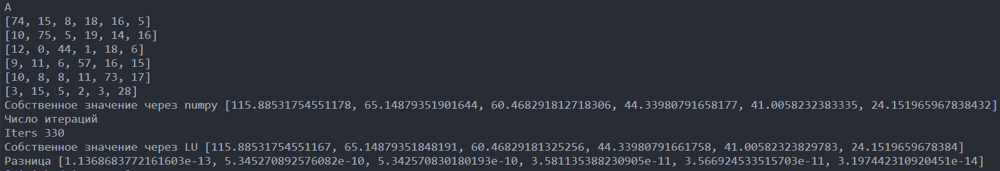 A
[74, 15, 8, 18, 16, 5]
[10, 75, 5, 19, 14, 16]
[12, 0, 44, 1, 18, 6]
[9, 11, 6, 57, 16, 15]
[10, 8, 8, 11, 73, 17]
[3, 15, 5, 2, 3, 28]
Собственное значение через numpy [115.88531754551178, 65.14879351901644, 60.468291812718306, 44.33980791658177, 41.0058232383335, 24.151965967838432]
Число итераций
Iters 330
Собственное значение через LU [115.88531754551167, 65.14879351848191, 60.46829181325256, 44.33980791661758, 41.00582323829783, 24.1519659678384]
Разница [1.1368683772161603e-13, 5.345270892576082e-10, 5.342570830180193e-10, 3.581135388230905e-11, 3.566924533515703e-11, 3.197442310920451e-14]